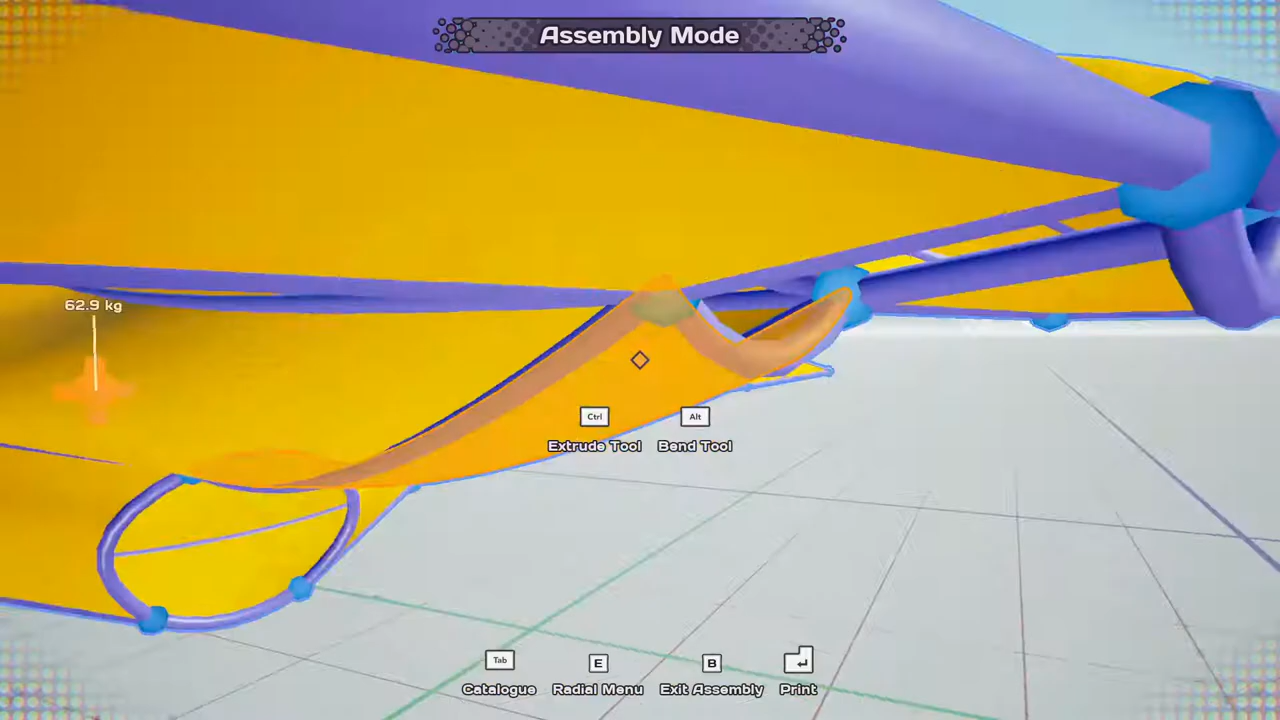 Assembly Mode
62.9 kg
Ctrl
Alt
Extrude Tool
Bend Tool
Tab
E
B
Catalogue
Radial Menu
Exit Assembly
Print